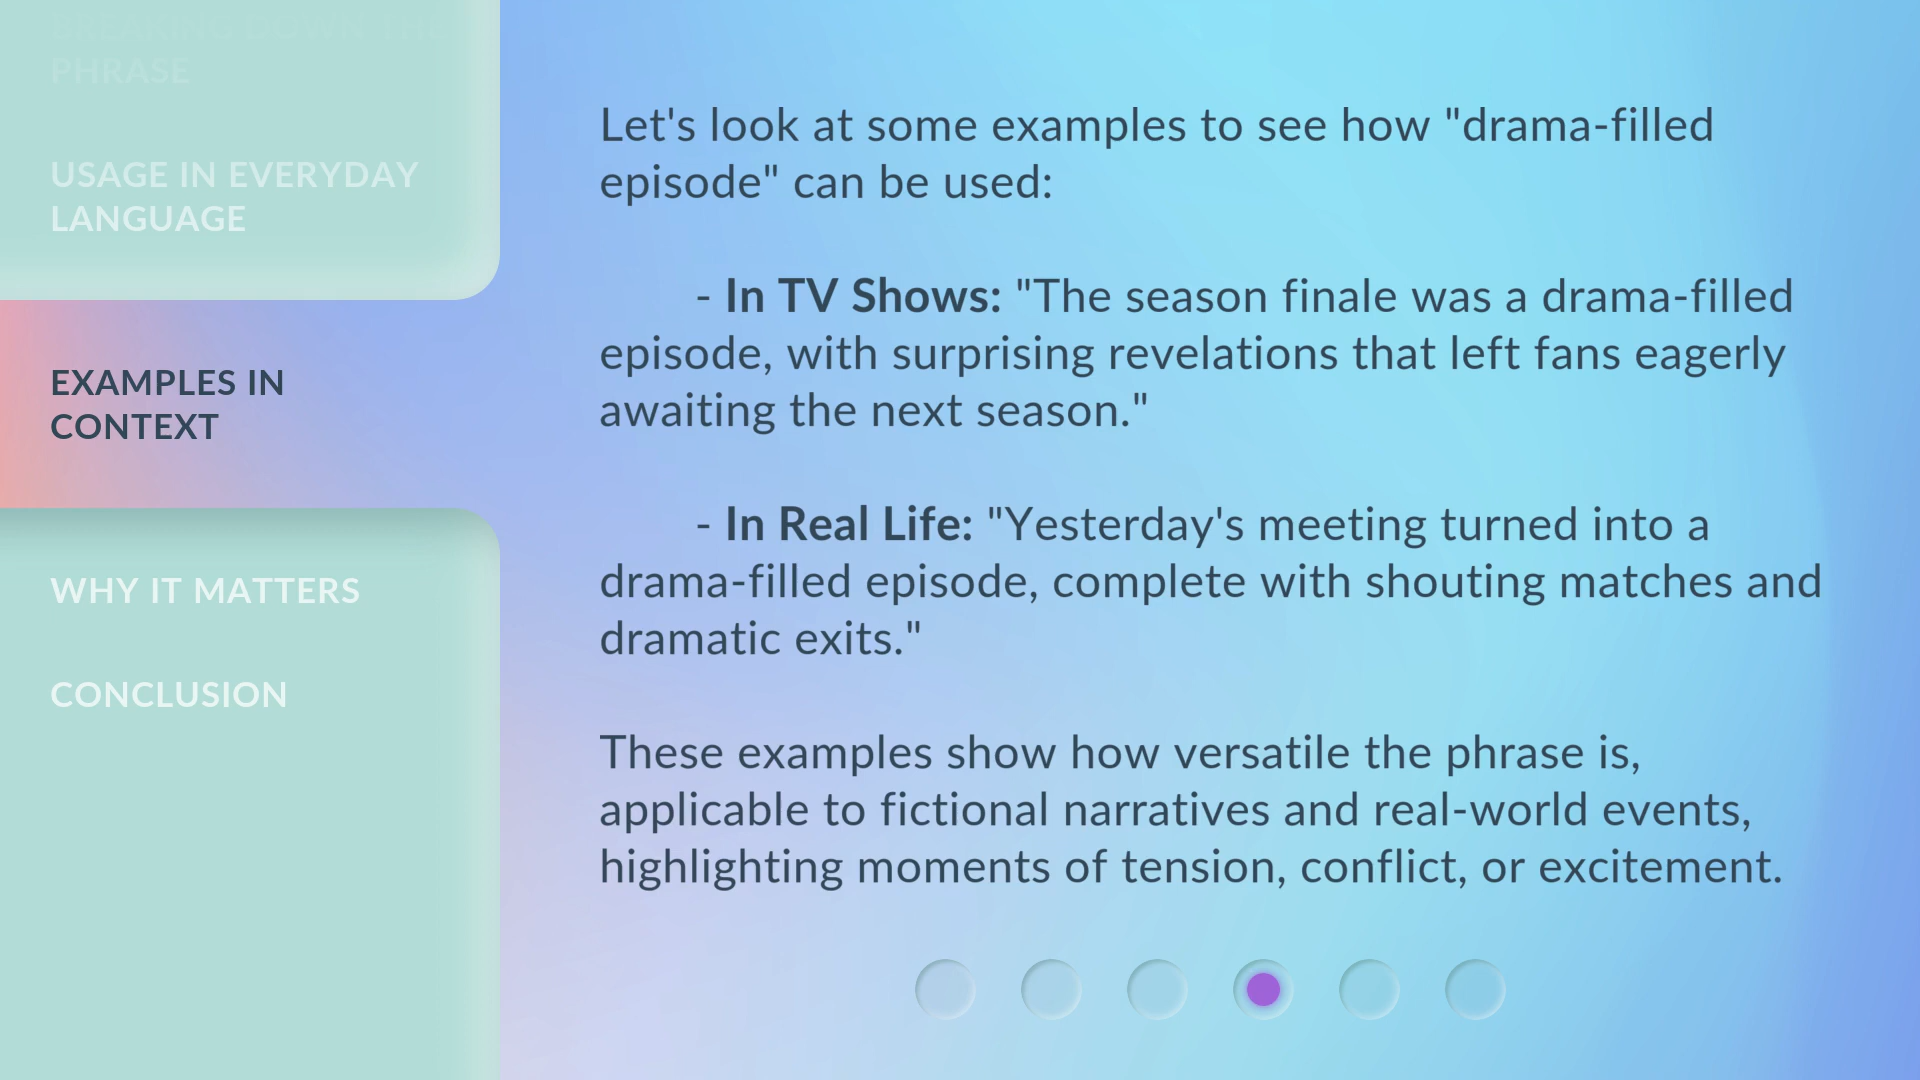 BREAKING DOWN THE
PHRASE
USAGE IN EVERYDAY
LANGUAGE
EXAMPLES IN
CONTEXT
WHY IT MATTERS
CONCLUSION
Let's look at some examples to see how "drama-filled
episode" can be used:
- In TV Shows: "The season finale was a drama-filled
episode, with surprising revelations that left fans eagerly
awaiting the next season."
- In Real Life: "Yesterday's meeting turned into a
drama-filled episode, complete with shouting matches and
dramatic exits."
These examples show how versatile the phrase is,
applicable to fictional narratives and real-world events,
highlighting moments of tension, conflict, or excitement.